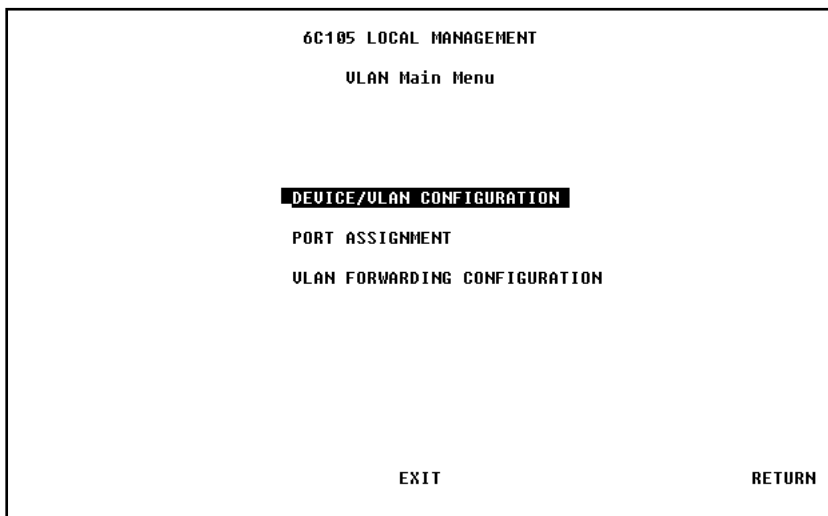 6C105 LOCAL MANAGEMENT
VLAN Main Menu
DEVICE/VLAN CONFIGURATION
PORT ASSIGNMENT
VLAN FORWARDING CONFIGURATION
EXIT RETURN